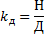 k_д = Н/Д